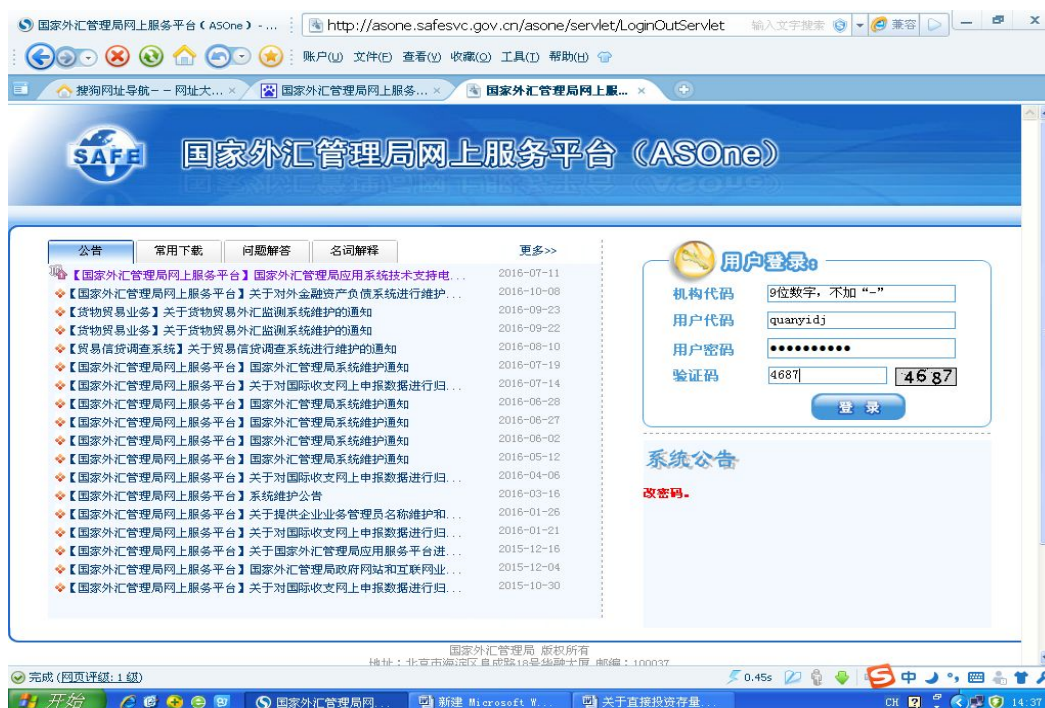 国家外汇管理局网上服务平台(ASOne) - ... http://asone.safesvc.gov.cn/asone/servlet/LoginOutServlet 输入文字搜索 兼容
账户(U) 文件(F) 查看(V) 收藏(O) 工具(T) 帮助(H)
搜狗网址导航-－网址大... × 国家外汇管理局网上服务... × 国家外汇管理局网上服... ×
SAFE 国家外汇管理局网上服务平台(ASOne)
公告 常用下载 问题解答 名词解释 更多>>
【国家外汇管理局网上服务平台】国家外汇管理局应用系统技术支持电... 2016-07-11
【国家外汇管理局网上服务平台】关于对外金融资产负债系统进行维护... 2016-10-08
【货物贸易业务】关于货物贸易外汇监测系统维护的通知 2016-09-23
【货物贸易业务】关于货物贸易外汇监测系统维护的通知 2016-09-22
【贸易信贷调查系统】关于贸易信贷调查系统进行维护的通知 2016-08-10
【国家外汇管理局网上服务平台】国家外汇管理局系统维护通知 2016-07-19
【国家外汇管理局网上服务平台】关于对国际收支网上申报数据进行归... 2016-07-14
【国家外汇管理局网上服务平台】国家外汇管理局系统维护通知 2016-06-28
【国家外汇管理局网上服务平台】国家外汇管理局系统维护通知 2016-06-27
【国家外汇管理局网上服务平台】国家外汇管理局系统维护通知 2016-06-02
【国家外汇管理局网上服务平台】国家外汇管理局系统维护通知 2016-05-12
【国家外汇管理局网上服务平台】关于对国际收支网上申报数据进行归... 2016-04-06
【国家外汇管理局网上服务平台】系统维护公告 2016-03-16
【国家外汇管理局网上服务平台】关于提供企业业务管理员名称维护和... 2016-01-26
【国家外汇管理局网上服务平台】关于对国际收支网上申报数据进行归... 2016-01-21
【国家外汇管理局网上服务平台】关于国家外汇管理局应用服务平台进... 2015-12-16
【国家外汇管理局网上服务平台】国家外汇管理局政府网站和互联网业... 2015-12-04
【国家外汇管理局网上服务平台】关于对国际收支网上申报数据进行归... 2015-10-30
用户登录
机构代码 9位数字，不加“-”
用户代码 quanyidj
用户密码 ●●●●●●●●●●
验证码 4687 4687
登 录
系统公告
改密码。
国家外汇管理局 版权所有
地址：北京市海淀区阜成路18号华融大厦 邮编：100037
完成 (网页评级: 1 级) 0.45s 中
开始 国家外汇管理局网... 新建 Microsoft W... 关于直接投资存量... CH 14:37